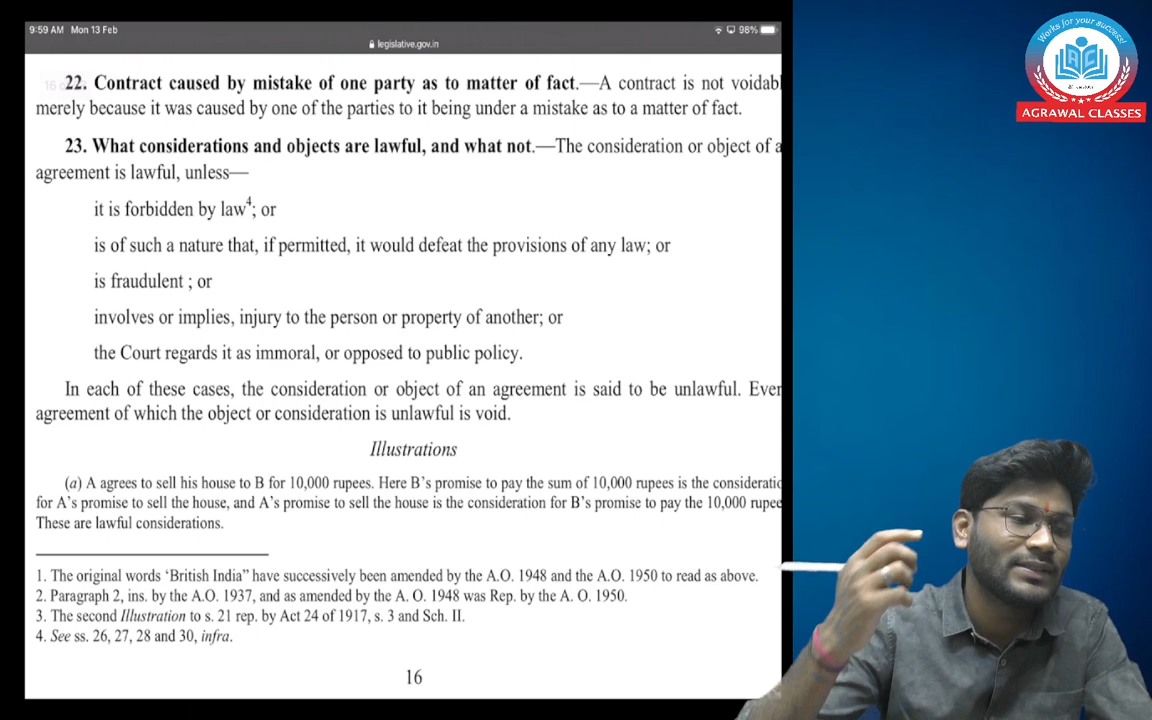 9:59 AM Mon 13 Feb
98%
legislative.gov.in
Works for your success!
AC
AGRAWAL CLASSES
22. Contract caused by mistake of one party as to matter of fact.—A contract is not voidabl
merely because it was caused by one of the parties to it being under a mistake as to a matter of fact.
23. What considerations and objects are lawful, and what not.—The consideration or object of a
agreement is lawful, unless—
it is forbidden by law4; or
is of such a nature that, if permitted, it would defeat the provisions of any law; or
is fraudulent ; or
involves or implies, injury to the person or property of another; or
the Court regards it as immoral, or opposed to public policy.
In each of these cases, the consideration or object of an agreement is said to be unlawful. Ever
agreement of which the object or consideration is unlawful is void.
Illustrations
(a) A agrees to sell his house to B for 10,000 rupees. Here B's promise to pay the sum of 10,000 rupees is the consideratio
for A's promise to sell the house, and A's promise to sell the house is the consideration for B's promise to pay the 10,000 rupee
These are lawful considerations.
1. The original words 'British India" have successively been amended by the A.O. 1948 and the A.O. 1950 to read as above.
2. Paragraph 2, ins. by the A.O. 1937, and as amended by the A. O. 1948 was Rep. by the A. O. 1950.
3. The second Illustration to s. 21 rep. by Act 24 of 1917, s. 3 and Sch. II.
4. See ss. 26, 27, 28 and 30, infra.
16